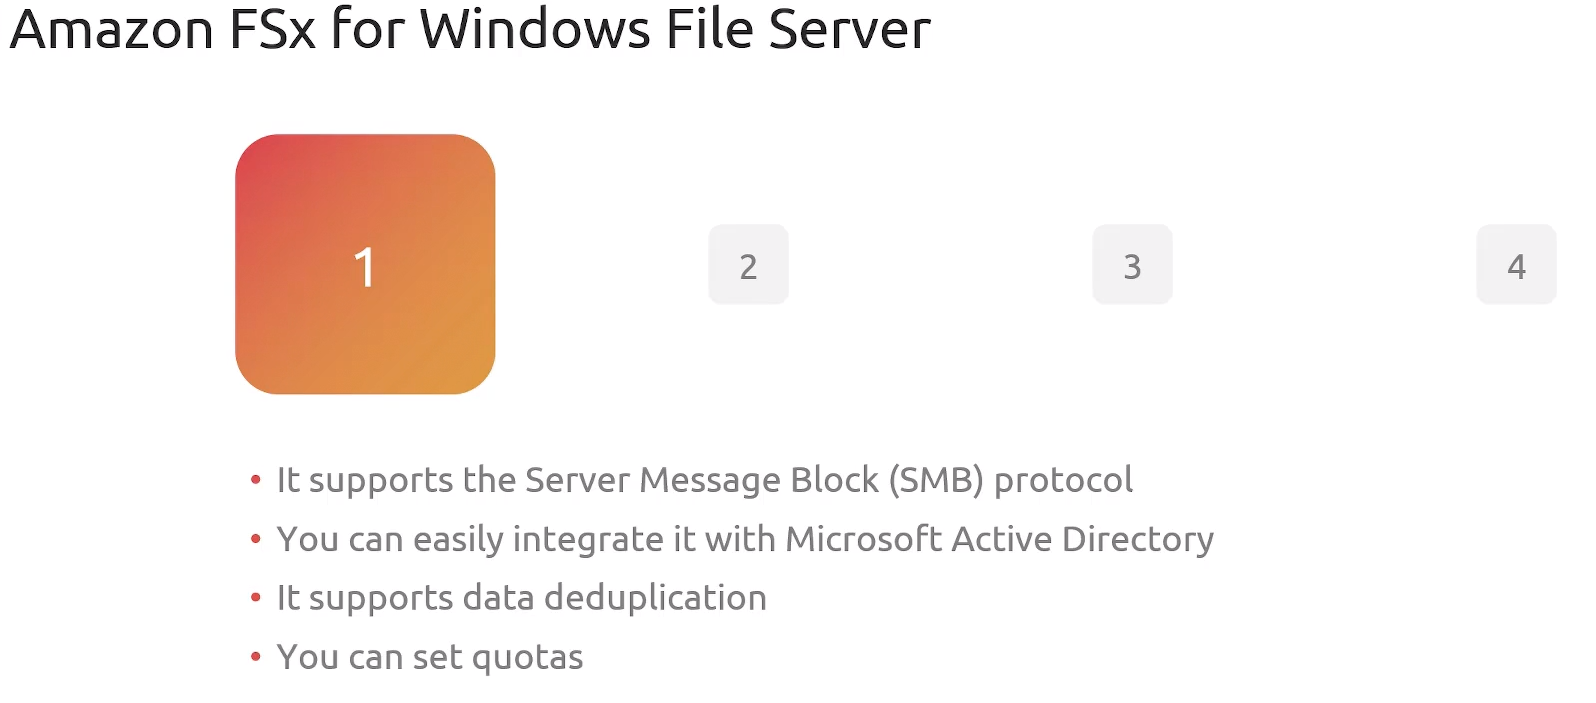 Amazon FSx for Windows File Server
1
2
3
4
• It supports the Server Message Block (SMB) protocol
• You can easily integrate it with Microsoft Active Directory
• It supports data deduplication
• You can set quotas